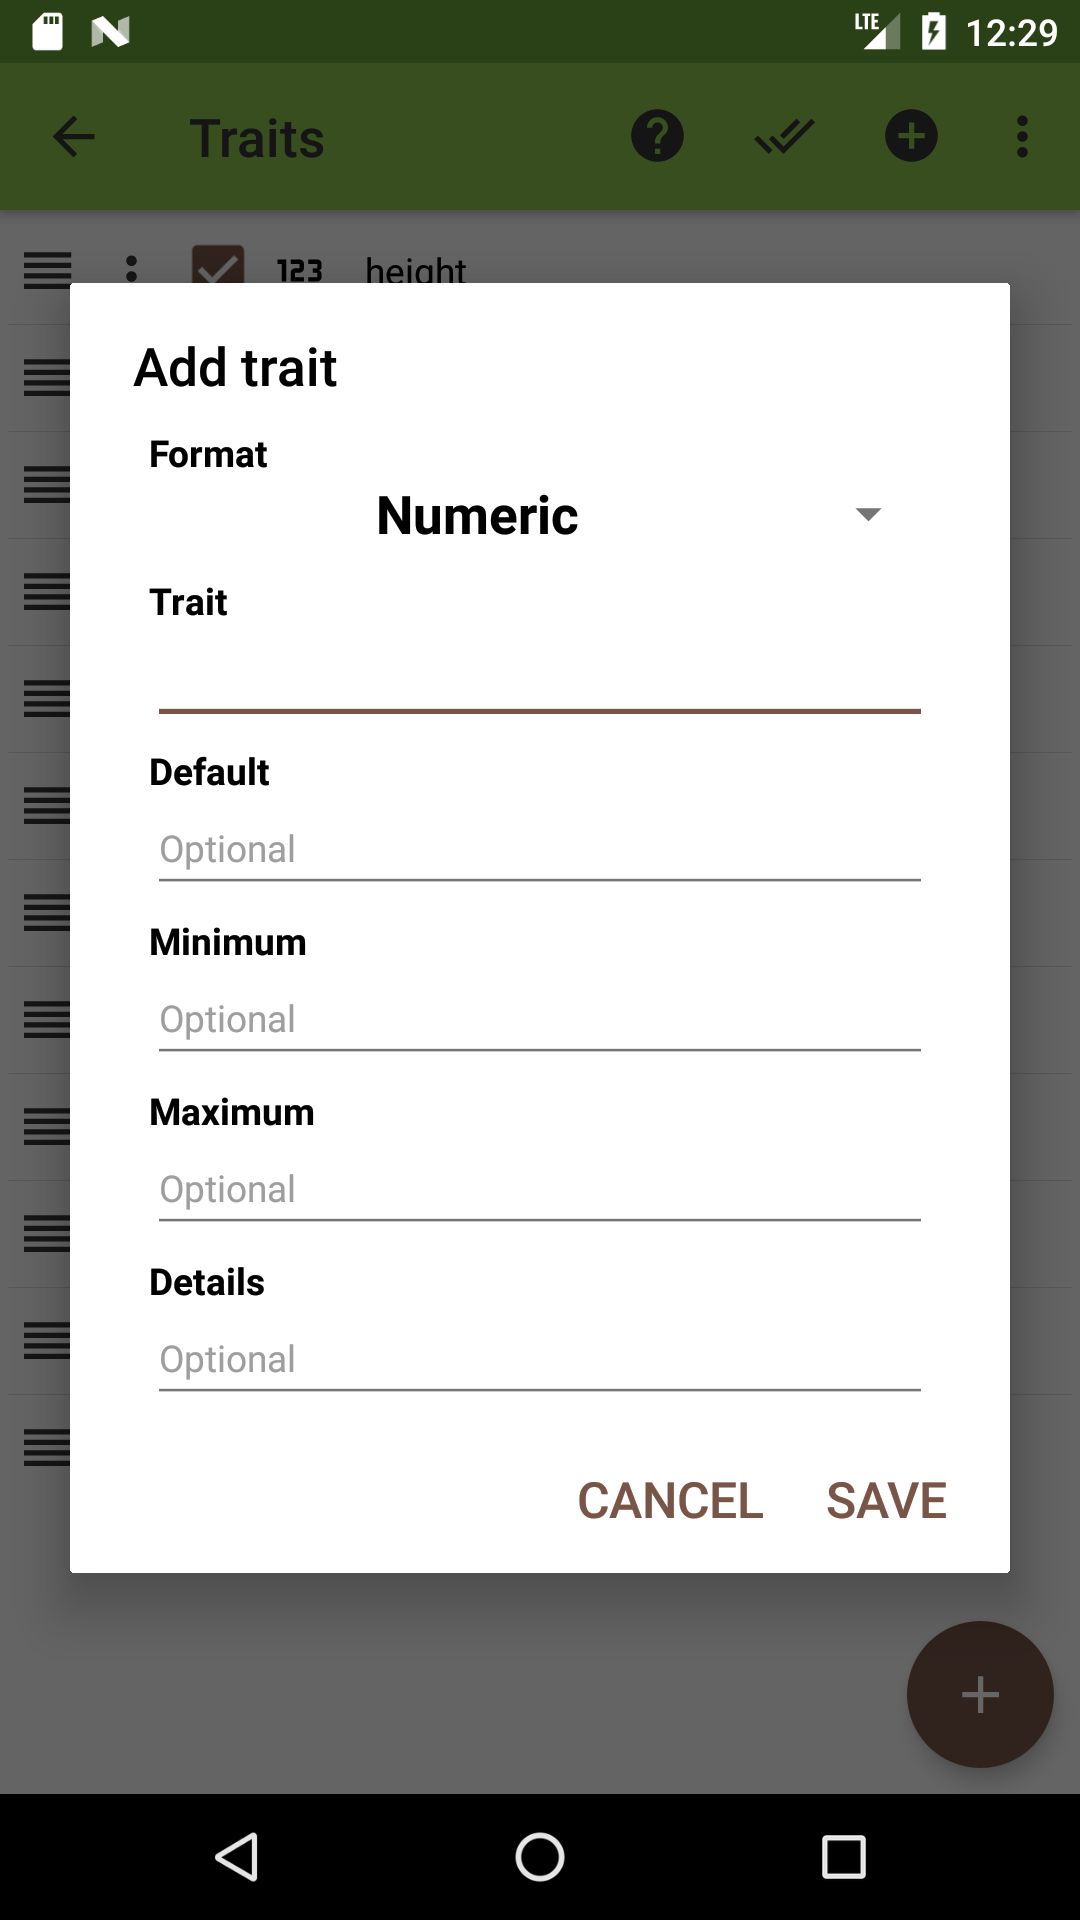 LTE 12:29
Traits
123 height
Add trait
Format
Numeric
Trait
Default
Optional
Minimum
Optional
Maximum
Optional
Details
Optional
CANCEL SAVE